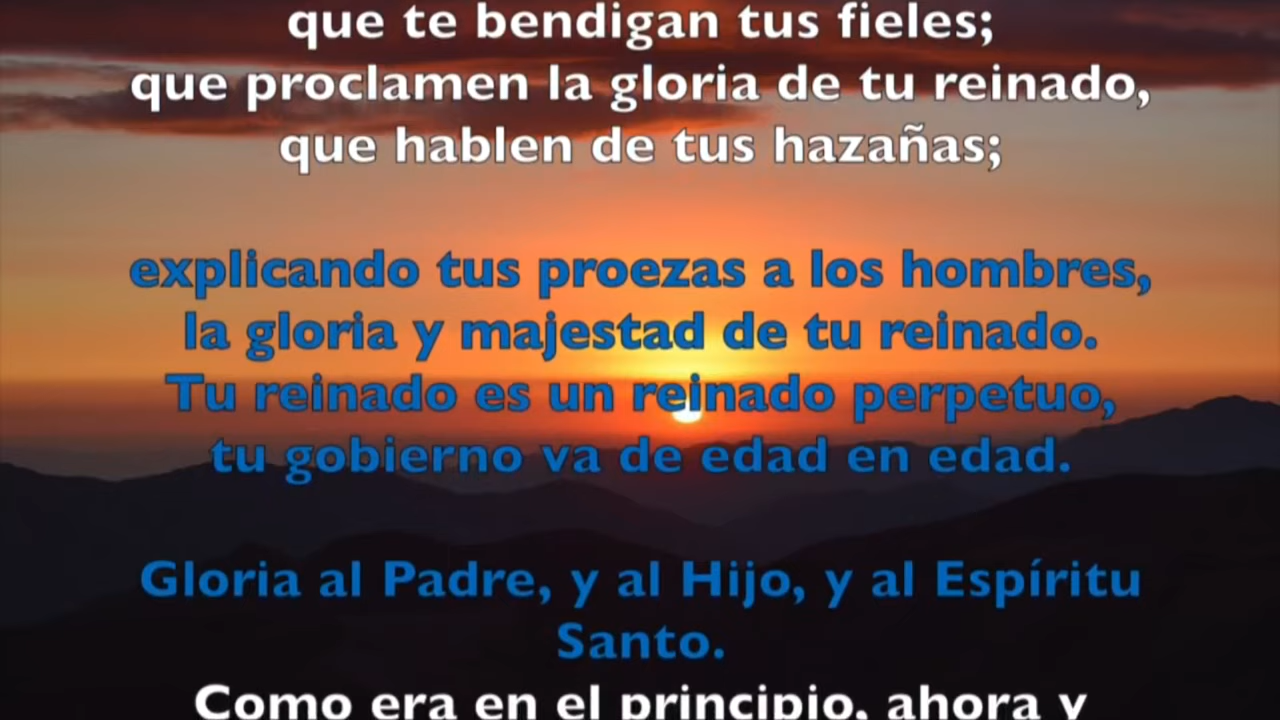 que te bendigan tus fieles;
que proclamen la gloria de tu reinado,
que hablen de tus hazañas;
explicando tus proezas a los hombres,
la gloria y majestad de tu reinado.
Tu reinado es un reinado perpetuo,
tu gobierno va de edad en edad.
Gloria al Padre, y al Hijo, y al Espíritu
Santo.
Como era en el principio, ahora y